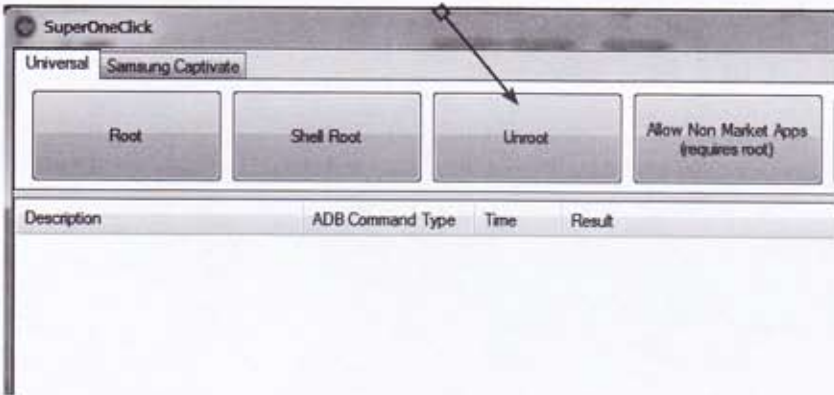 SuperOneClick
Universal Samsung Captivate
Root Shell Root Unroot Allow Non Market Apps
(requires root)
Description ADB Command Type Time Result